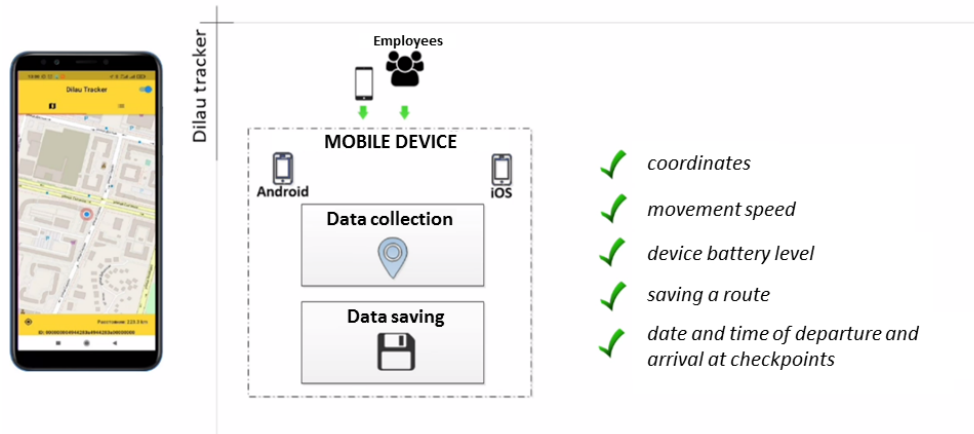 Dilau Tracker
Dilau tracker
Employees
MOBILE DEVICE
Android
iOS
Data collection
Data saving
coordinates
movement speed
device battery level
saving a route
date and time of departure and
arrival at checkpoints